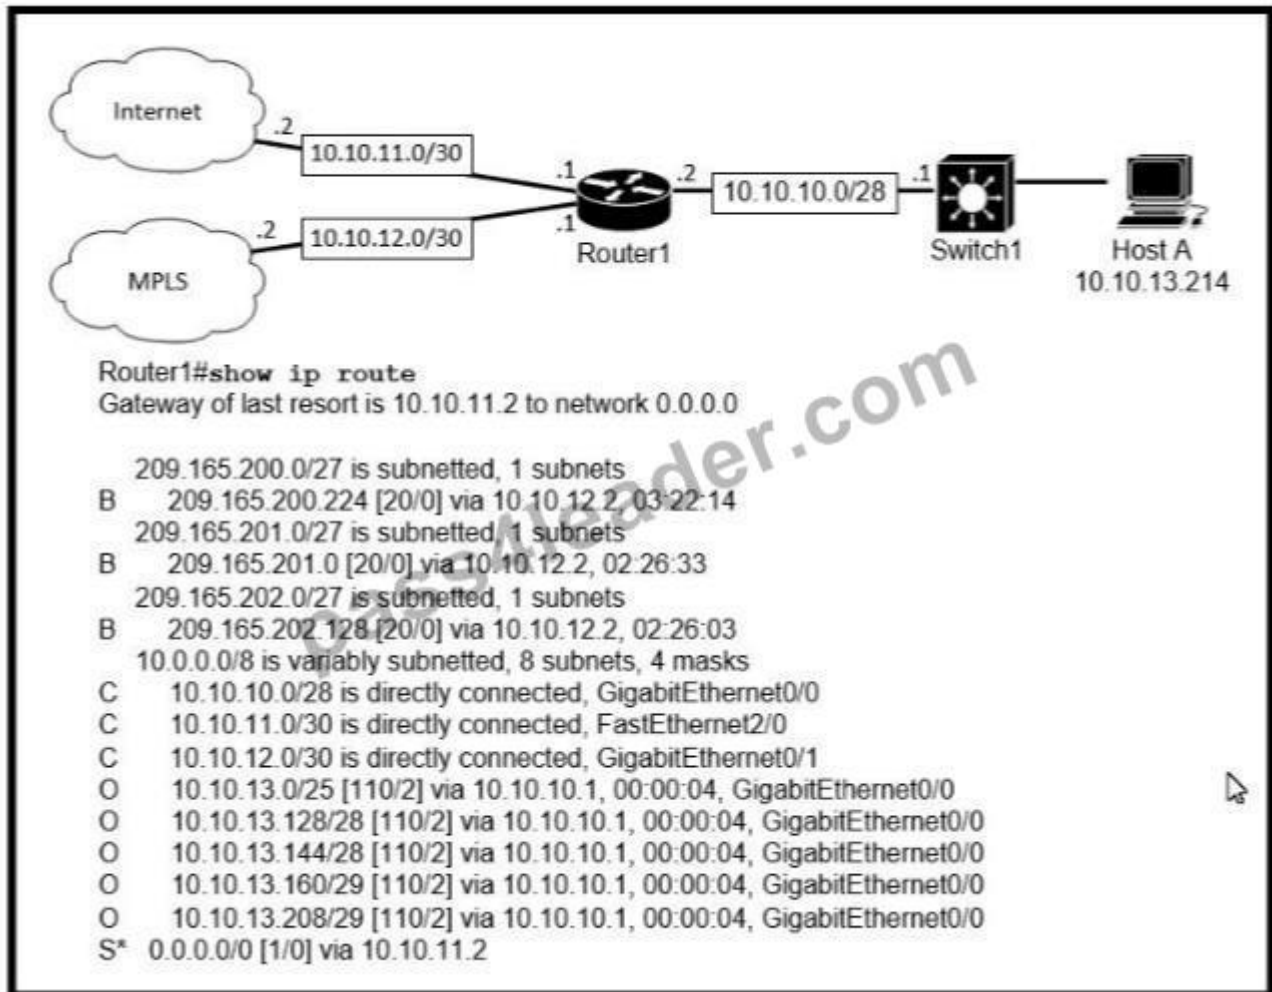 Internet
.2
10.10.11.0/30
.1
.2
10.10.10.0/28
.1
.2
10.10.12.0/30
.1
Router1
Switch1
Host A
10.10.13.214
MPLS
Router1#show ip route
Gateway of last resort is 10.10.11.2 to network 0.0.0.0
209.165.200.0/27 is subnetted, 1 subnets
B 209.165.200.224 [20/0] via 10.10.12.2, 03:22:14
209.165.201.0/27 is subnetted, 1 subnets
B 209.165.201.0 [20/0] via 10.10.12.2, 02:26:33
209.165.202.0/27 is subnetted, 1 subnets
B 209.165.202.128 [20/0] via 10.10.12.2, 02:26:03
10.0.0.0/8 is variably subnetted, 8 subnets, 4 masks
C 10.10.10.0/28 is directly connected, GigabitEthernet0/0
C 10.10.11.0/30 is directly connected, FastEthernet2/0
C 10.10.12.0/30 is directly connected, GigabitEthernet0/1
O 10.10.13.0/25 [110/2] via 10.10.10.1, 00:00:04, GigabitEthernet0/0
O 10.10.13.128/28 [110/2] via 10.10.10.1, 00:00:04, GigabitEthernet0/0
O 10.10.13.144/28 [110/2] via 10.10.10.1, 00:00:04, GigabitEthernet0/0
O 10.10.13.160/29 [110/2] via 10.10.10.1, 00:00:04, GigabitEthernet0/0
O 10.10.13.208/29 [110/2] via 10.10.10.1, 00:00:04, GigabitEthernet0/0
S* 0.0.0.0/0 [1/0] via 10.10.11.2
pass4leader.com